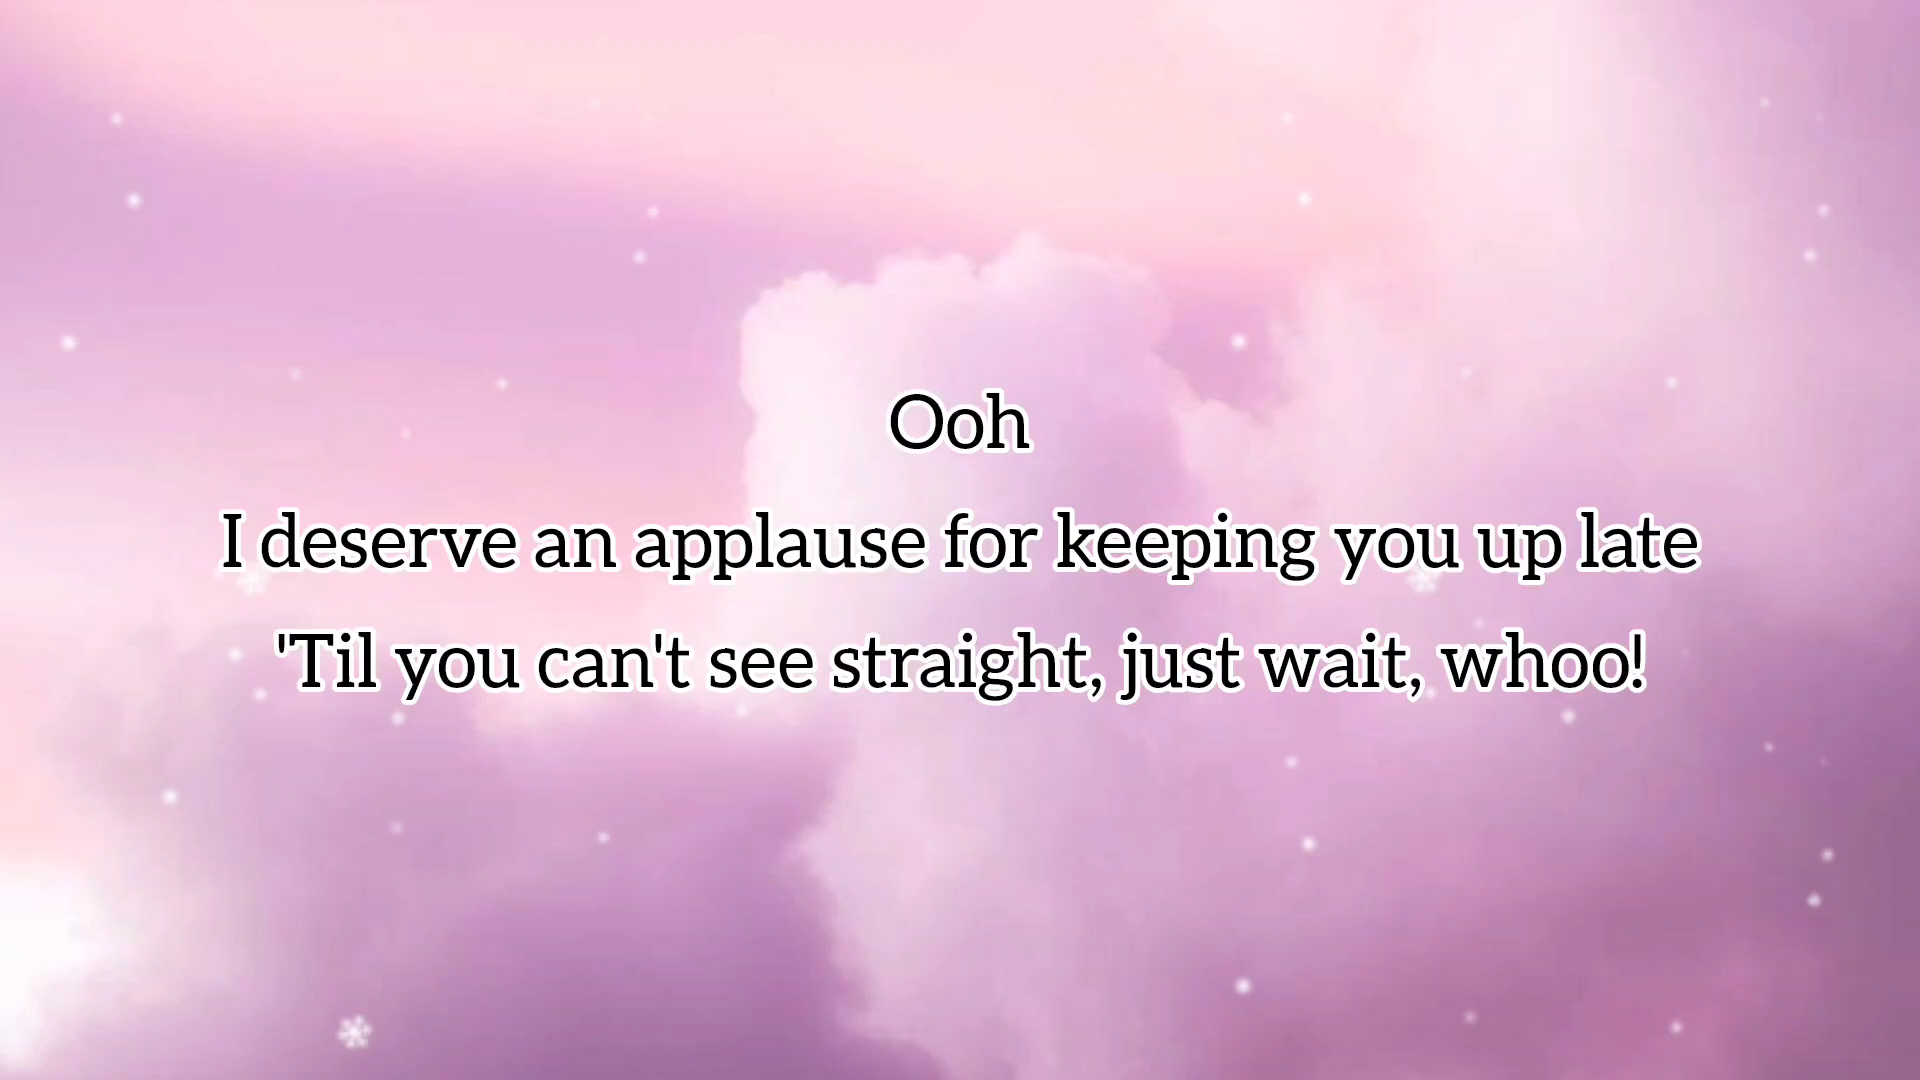 Ooh
I deserve an applause for keeping you up late
'Til you can't see straight, just wait, whoo!